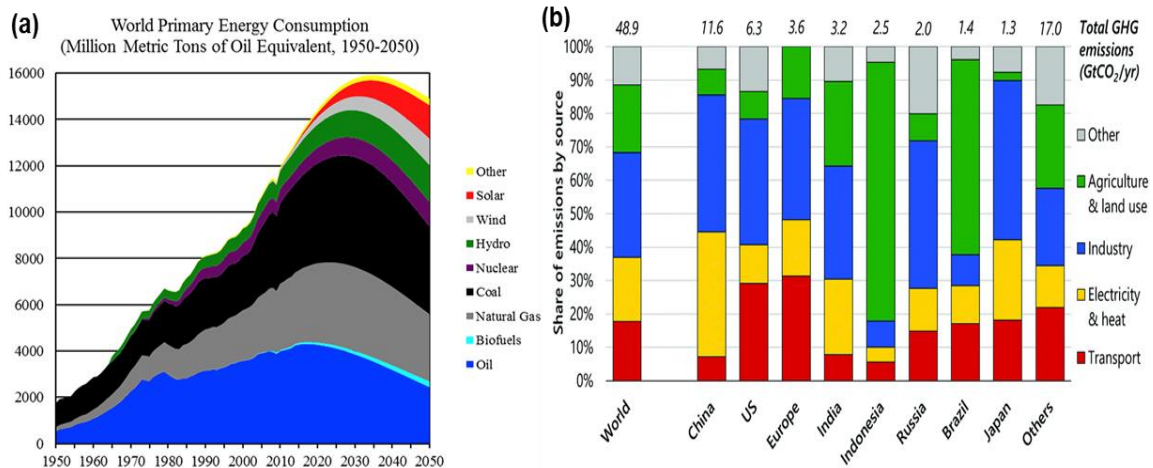 (a)
World Primary Energy Consumption
(Million Metric Tons of Oil Equivalent, 1950-2050)
16000
14000
12000
10000
8000
6000
4000
2000
0
1950 1960 1970 1980 1990 2000 2010 2020 2030 2040 2050
Other
Solar
Wind
Hydro
Nuclear
Coal
Natural Gas
Biofuels
Oil
(b)
48.9 11.6 6.3 3.6 3.2 2.5 2.0 1.4 1.3 17.0
Total GHG
emissions
(GtCO₂/yr)
Share of emissions by source
100%
90%
80%
70%
60%
50%
40%
30%
20%
10%
0%
World China US Europe India Indonesia Russia Brazil Japan Others
Other
Agriculture
& land use
Industry
Electricity
& heat
Transport